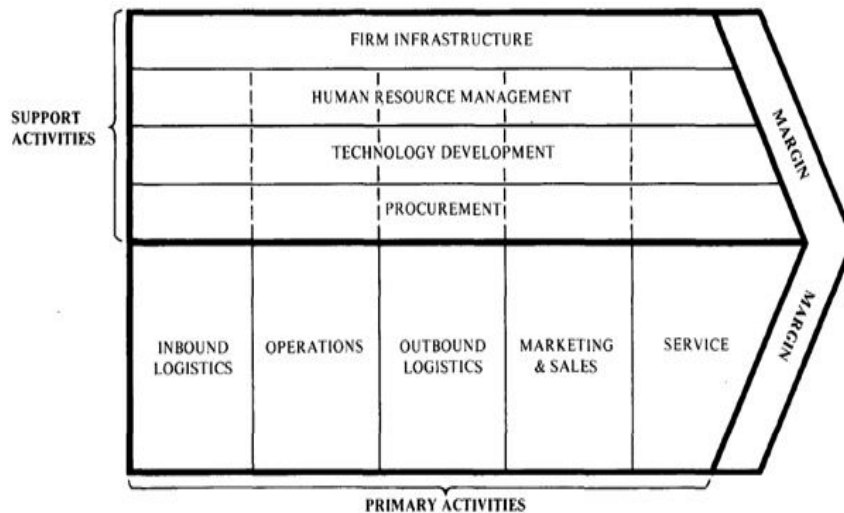 FIRM INFRASTRUCTURE
HUMAN RESOURCE MANAGEMENT
SUPPORT
ACTIVITIES
TECHNOLOGY DEVELOPMENT
PROCUREMENT
MARGIN
MARGIN
INBOUND
LOGISTICS
OPERATIONS
OUTBOUND
LOGISTICS
MARKETING
& SALES
SERVICE
PRIMARY ACTIVITIES